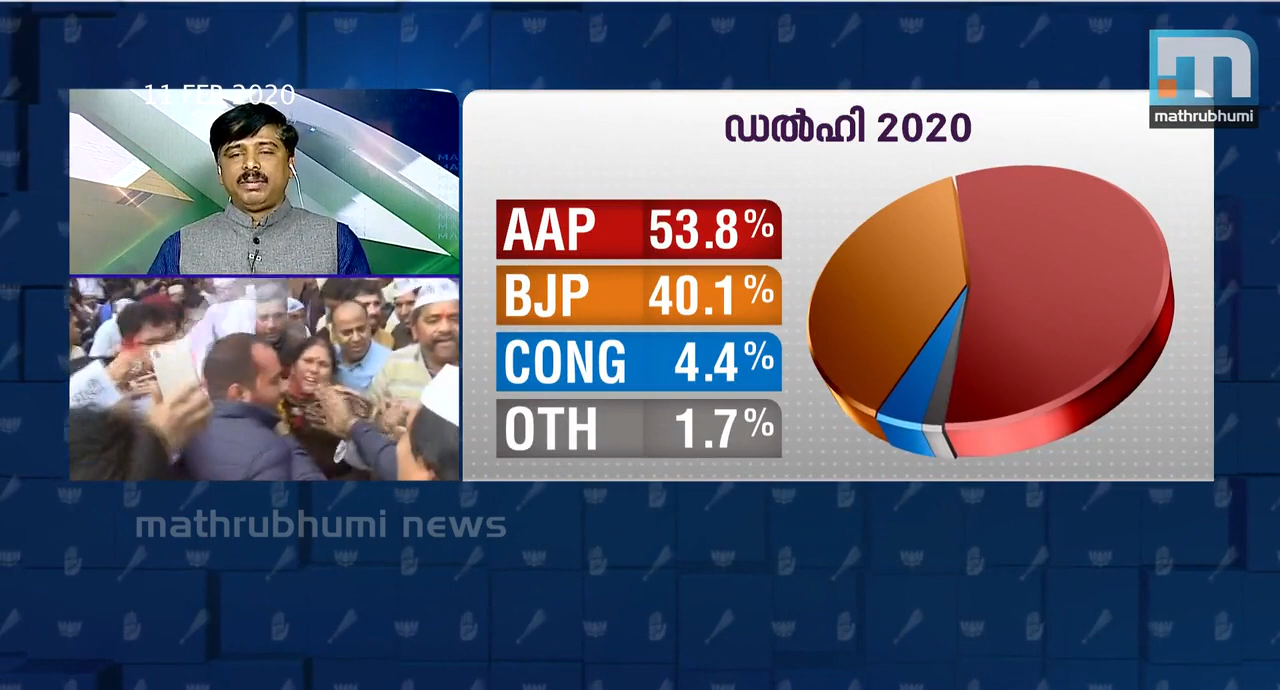 11 FEB 2020
mathrubhumi
ഡൽഹി 2020
AAP 53.8%
BJP 40.1%
CONG 4.4%
OTH 1.7%
mathrubhumi news